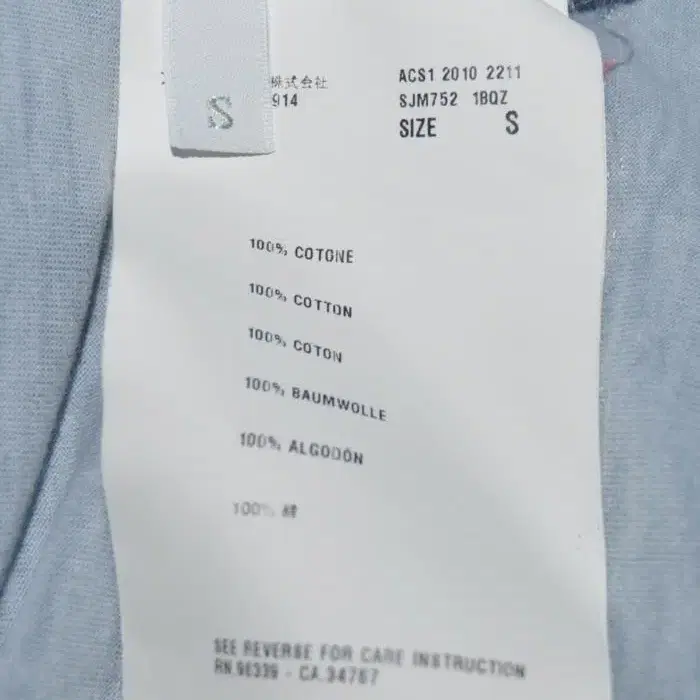 S
株式会社
914
ACS1 2010 2211
SJM752 1BQZ
SIZE S
100% COTONE
100% COTTON
100% COTON
100% BAUMWOLLE
100% ALGODÓN
100% 綿
SEE REVERSE FOR CARE INSTRUCTION
RN.96339 - CA.34767